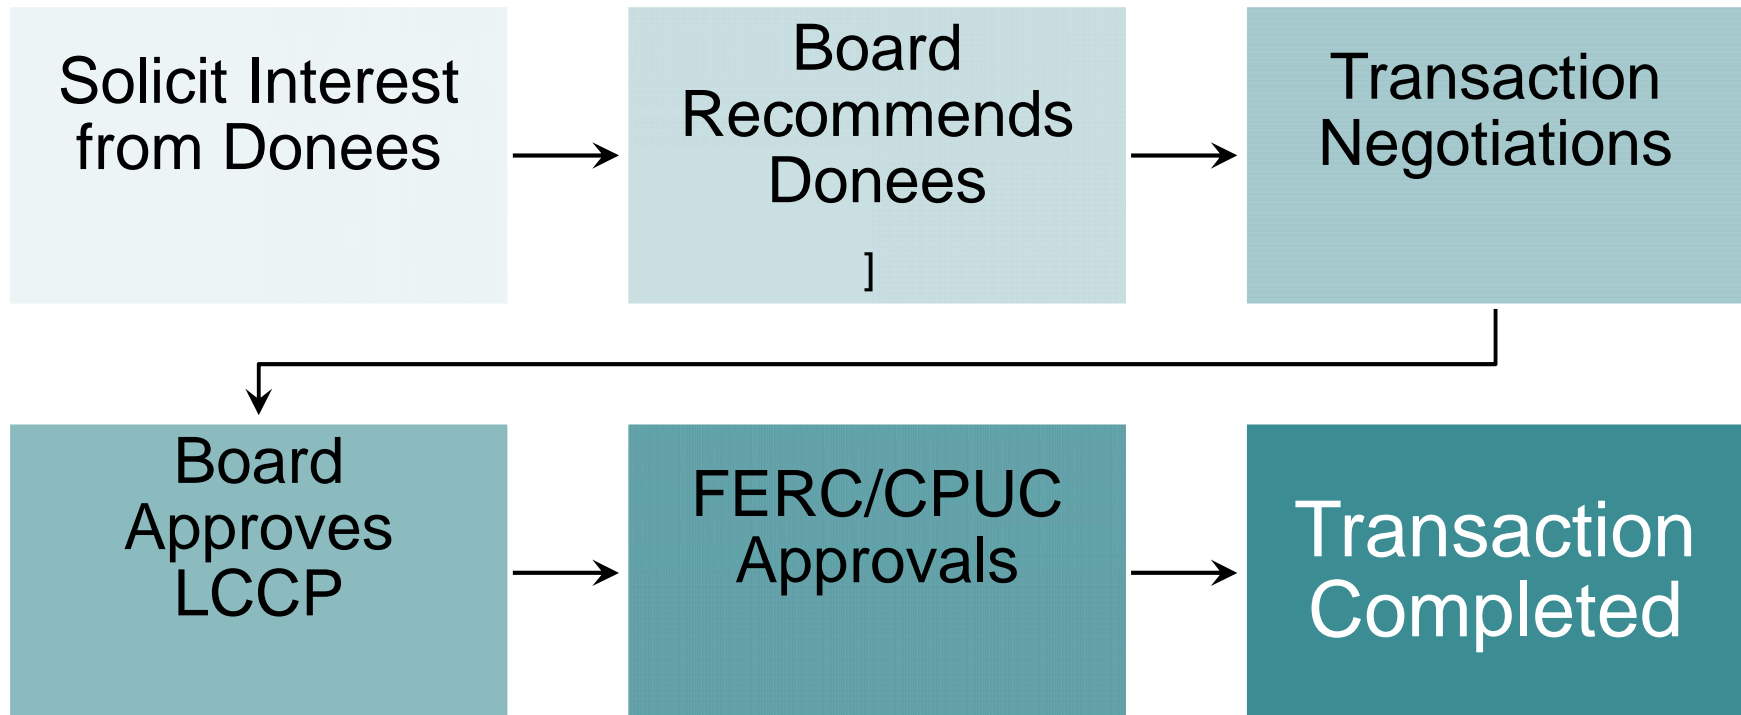 Solicit Interest
from Donees
Board
Recommends
Donees
]
Transaction
Negotiations
Board
Approves
LCCP
FERC/CPUC
Approvals
Transaction
Completed